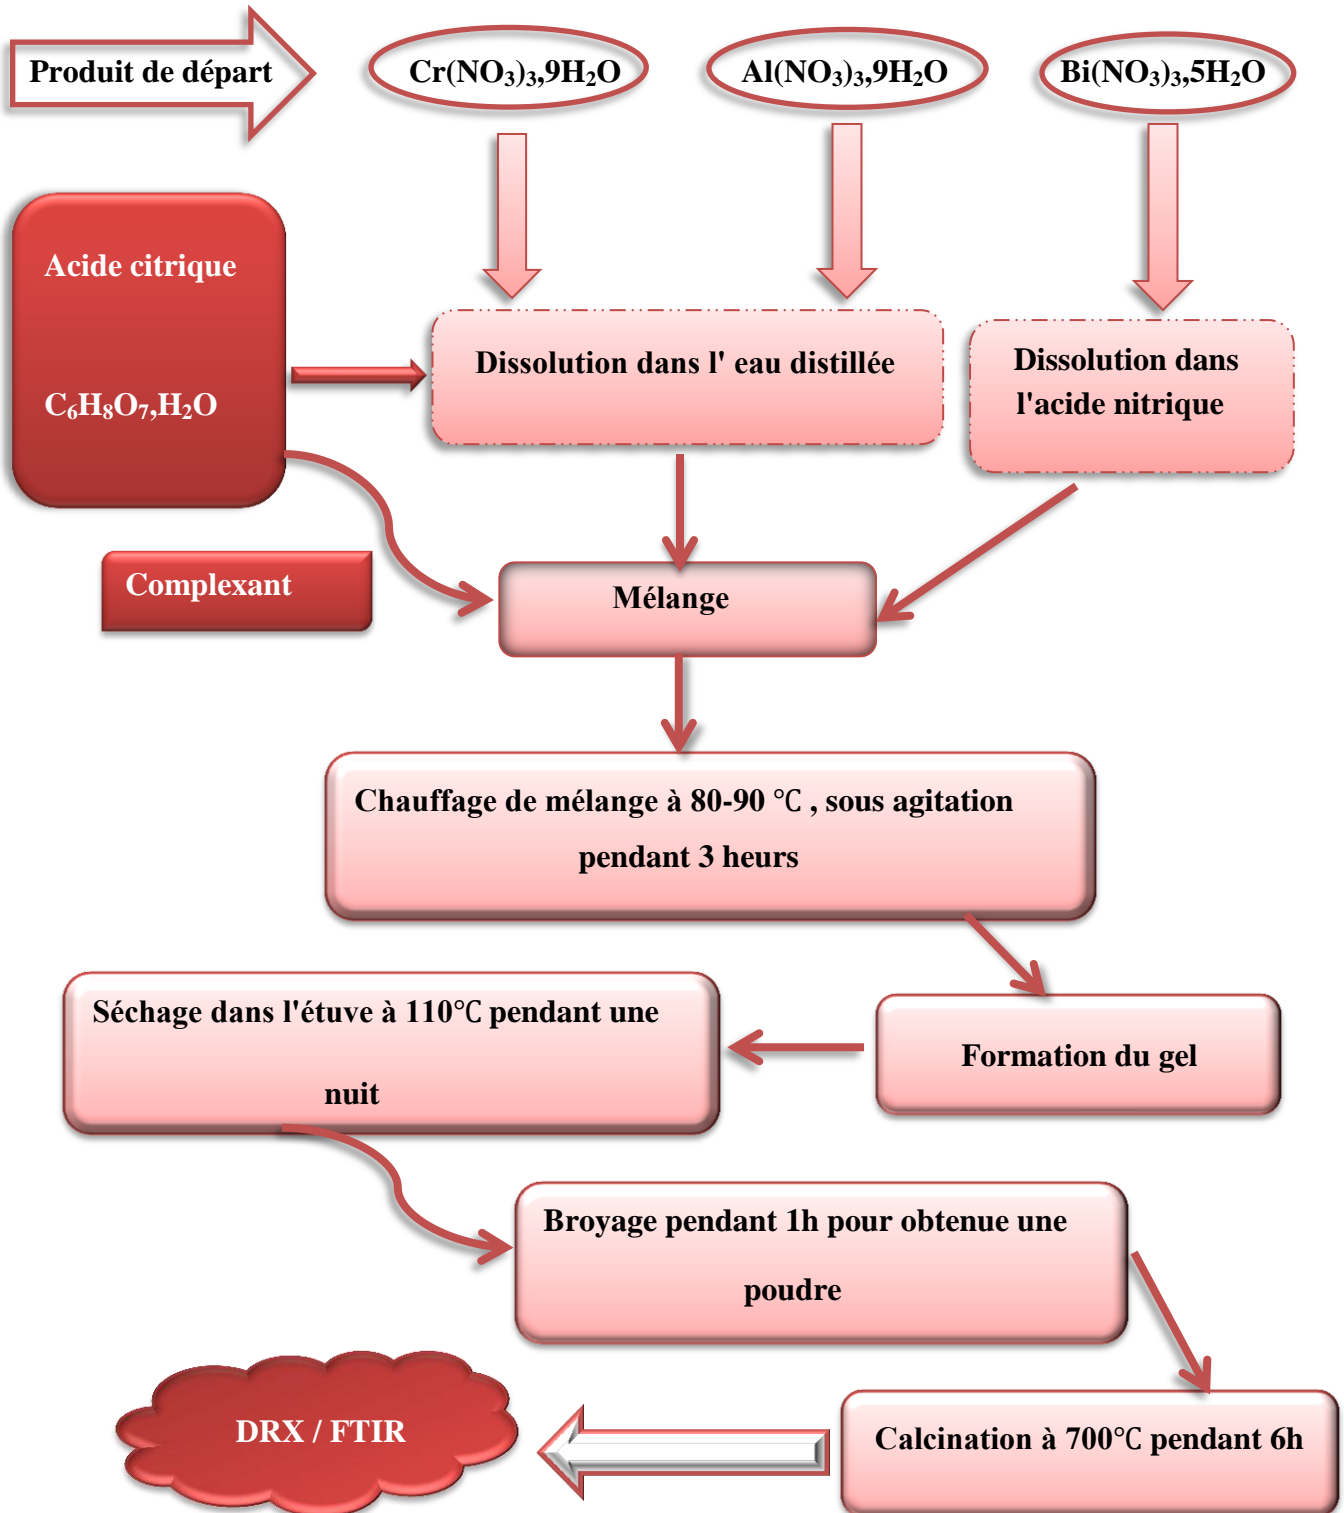 Produit de départ
Cr(NO₃)₃,9H₂O
Al(NO₃)₃,9H₂O
Bi(NO₃)₃,5H₂O
Acide citrique
C₆H₈O₇,H₂O
Dissolution dans l' eau distillée
Dissolution dans
l'acide nitrique
Complexant
Mélange
Chauffage de mélange à 80-90 ℃ , sous agitation
pendant 3 heurs
Formation du gel
Séchage dans l'étuve à 110℃ pendant une
nuit
Broyage pendant 1h pour obtenue une
poudre
Calcination à 700℃ pendant 6h
DRX / FTIR